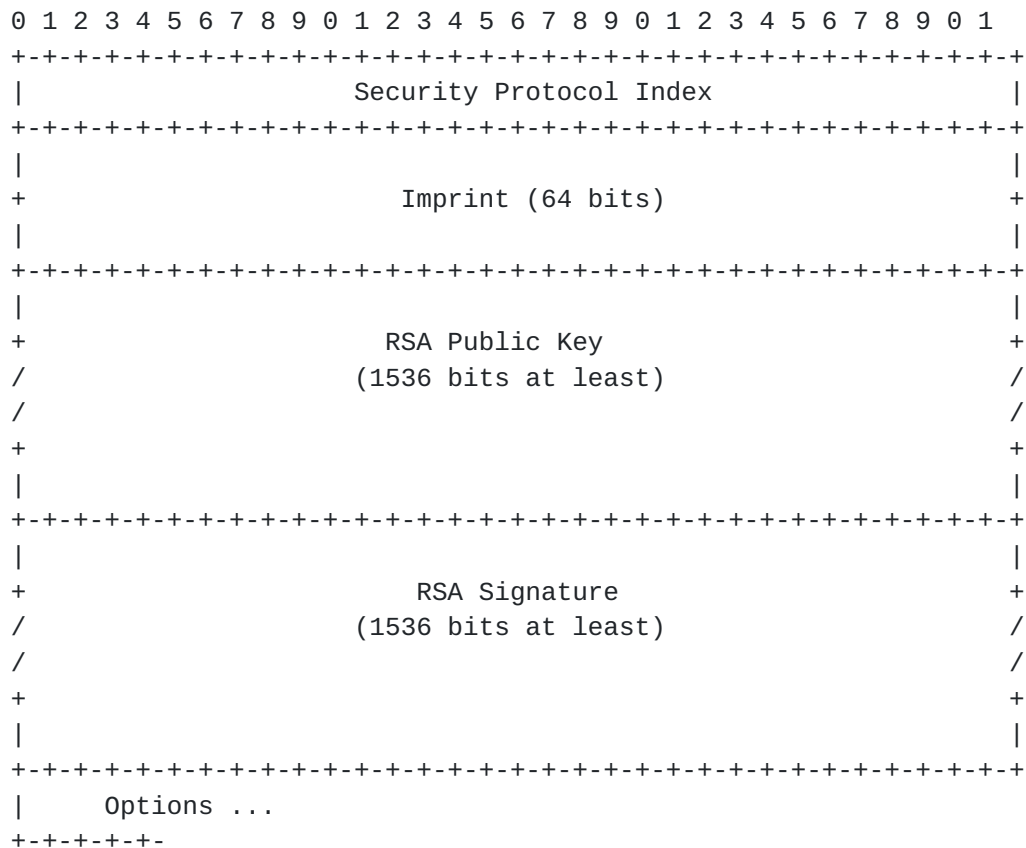 0 1 2 3 4 5 6 7 8 9 0 1 2 3 4 5 6 7 8 9 0 1 2 3 4 5 6 7 8 9 0 1
+-+-+-+-+-+-+-+-+-+-+-+-+-+-+-+-+-+-+-+-+-+-+-+-+-+-+-+-+-+-+-+-+
|                     Security Protocol Index                   |
+-+-+-+-+-+-+-+-+-+-+-+-+-+-+-+-+-+-+-+-+-+-+-+-+-+-+-+-+-+-+-+-+
|                                                               |
+                        Imprint (64 bits)                      +
|                                                               |
+-+-+-+-+-+-+-+-+-+-+-+-+-+-+-+-+-+-+-+-+-+-+-+-+-+-+-+-+-+-+-+-+
|                                                               |
+                       RSA Public Key                          +
/                     (1536 bits at least)                      /
/                                                               /
+                                                               +
|                                                               |
+-+-+-+-+-+-+-+-+-+-+-+-+-+-+-+-+-+-+-+-+-+-+-+-+-+-+-+-+-+-+-+-+
|                                                               |
+                         RSA Signature                         +
/                     (1536 bits at least)                      /
/                                                               /
+                                                               +
|                                                               |
+-+-+-+-+-+-+-+-+-+-+-+-+-+-+-+-+-+-+-+-+-+-+-+-+-+-+-+-+-+-+-+-+
|     Options ...
+-+-+-+-+-